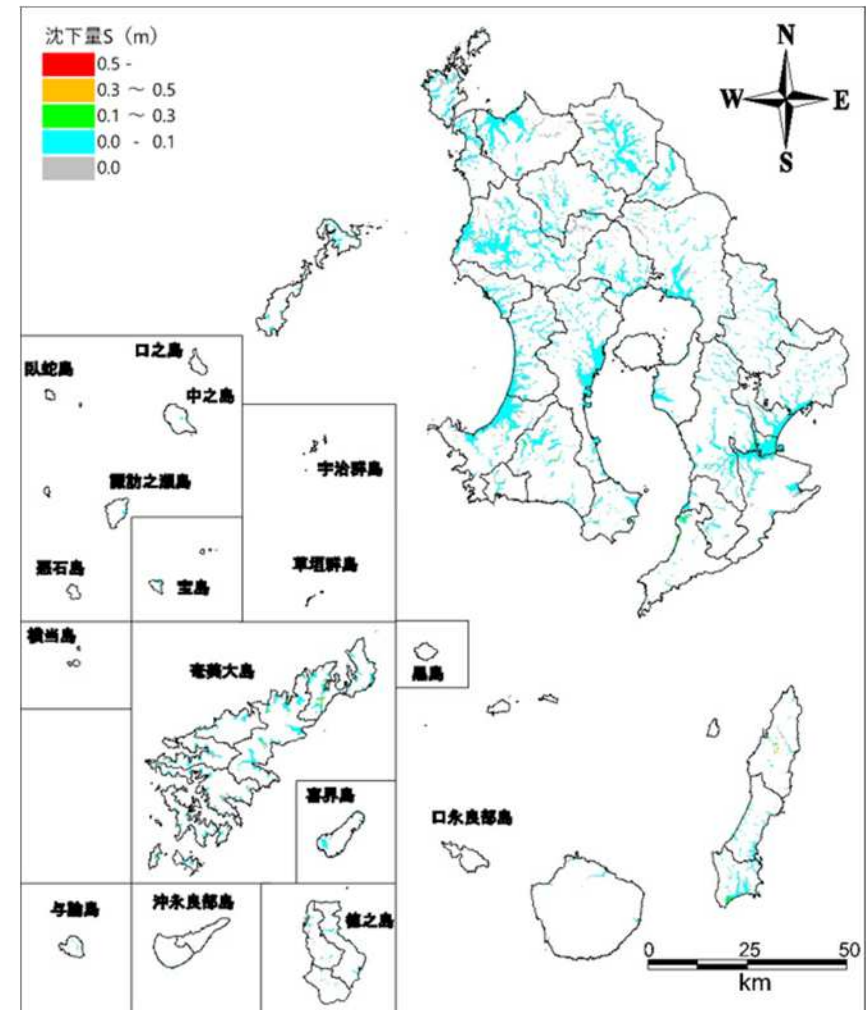 沈下量S（m）
0.5 -
0.3 ～ 0.5
0.1 ～ 0.3
0.0 - 0.1
0.0
N
W
E
S
口之島
臥蛇島
中之島
諏訪之瀬島
悪石島
宝島
宇治群島
草垣群島
横当島
奄美大島
黒島
喜界島
口永良部島
与論島
沖永良部島
徳之島
0 25 50
km